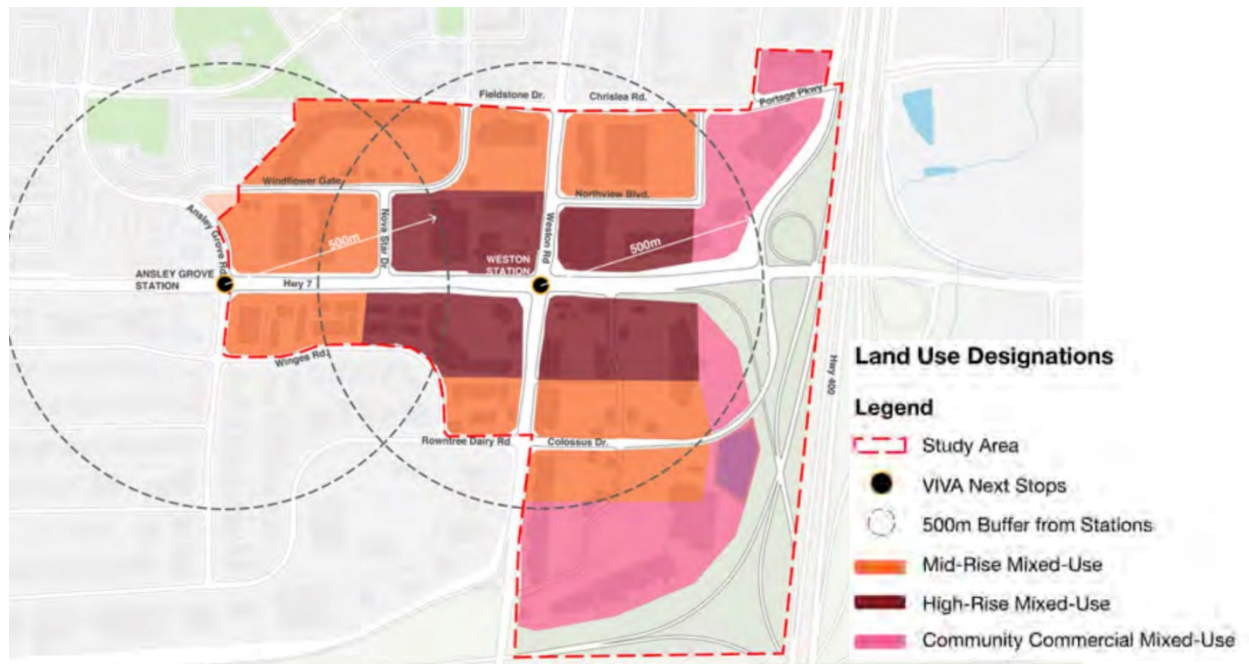 Fieldstone Dr.
Chrislea Rd.
Portage Pkwy
Windflower Gate
Northview Blvd.
Ansley Grove Rd
Nova Star Dr
Weston Rd
500m
500m
WESTON
STATION
ANSLEY GROVE
STATION
Hwy 7
Winges Rd.
Hwy 400
Rowntree Dairy Rd
Colossus Dr.
Land Use Designations
Legend
Study Area
VIVA Next Stops
500m Buffer from Stations
Mid-Rise Mixed-Use
High-Rise Mixed-Use
Community Commercial Mixed-Use